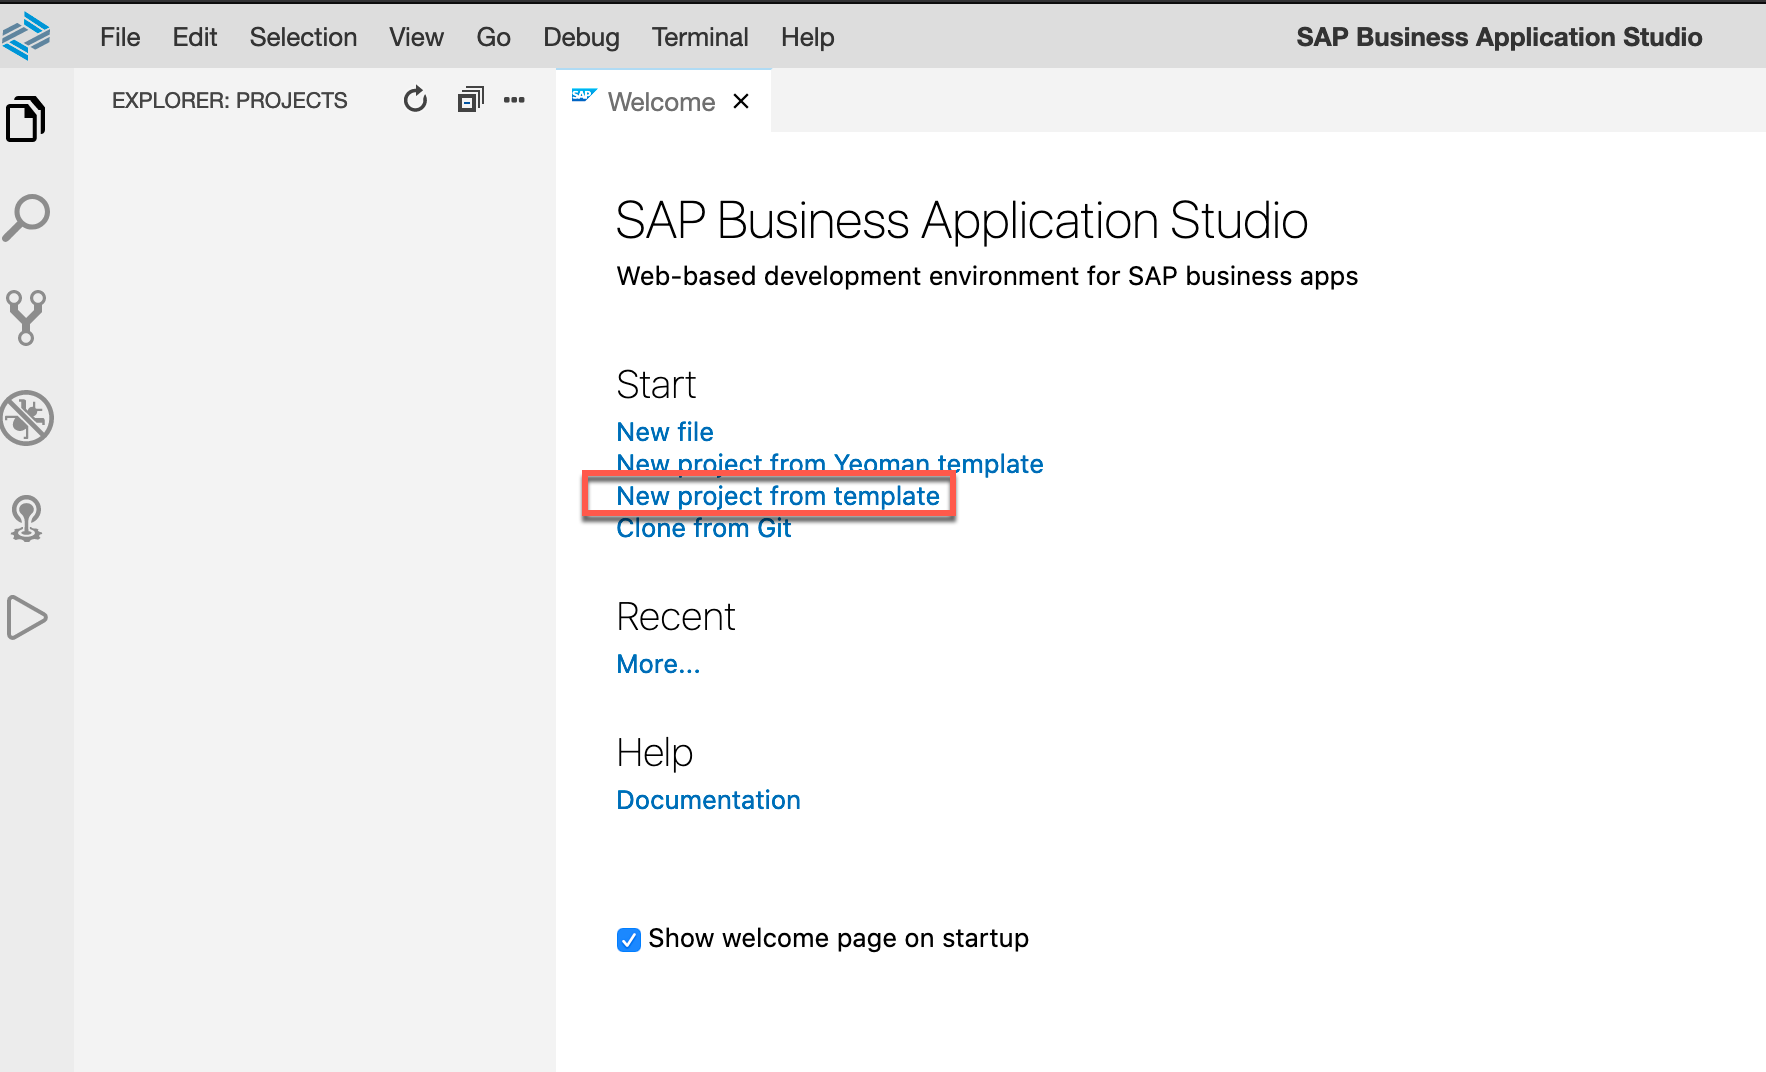 File Edit Selection View Go Debug Terminal Help SAP Business Application Studio
EXPLORER: PROJECTS
SAP Welcome
SAP Business Application Studio
Web-based development environment for SAP business apps
Start
New file
New project from Yeoman template
New project from template
Clone from Git
Recent
More...
Help
Documentation
Show welcome page on startup